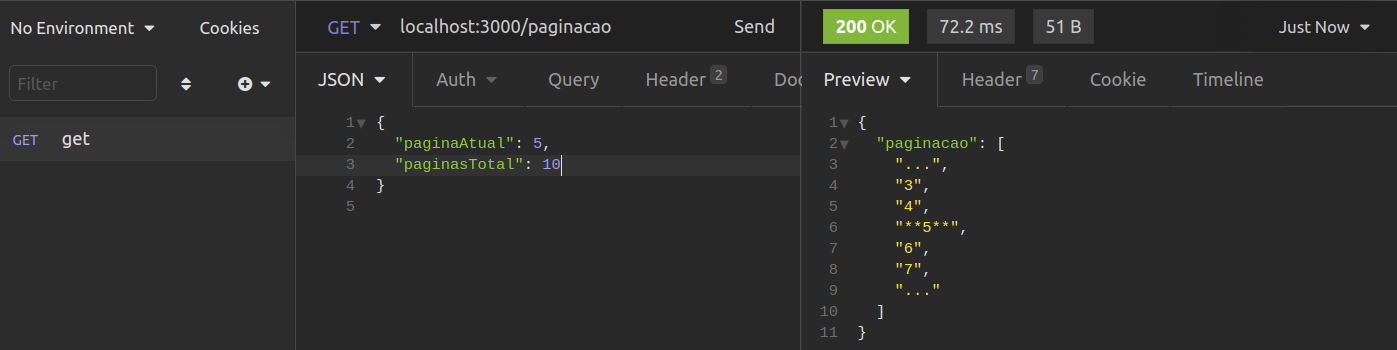 No Environment Cookies
GET localhost:3000/paginacao Send
200 OK 72.2 ms 51 B Just Now
Filter
GET get
JSON Auth Query Header 2 Doc
1 {
2 "paginaAtual": 5,
3 "paginasTotal": 10
4 }
5
Preview Header 7 Cookie Timeline
1 {
2 "paginacao": [
3 "...",
4 "3",
5 "4",
6 "**5**",
7 "6",
8 "7",
9 "..."
10 ]
11 }